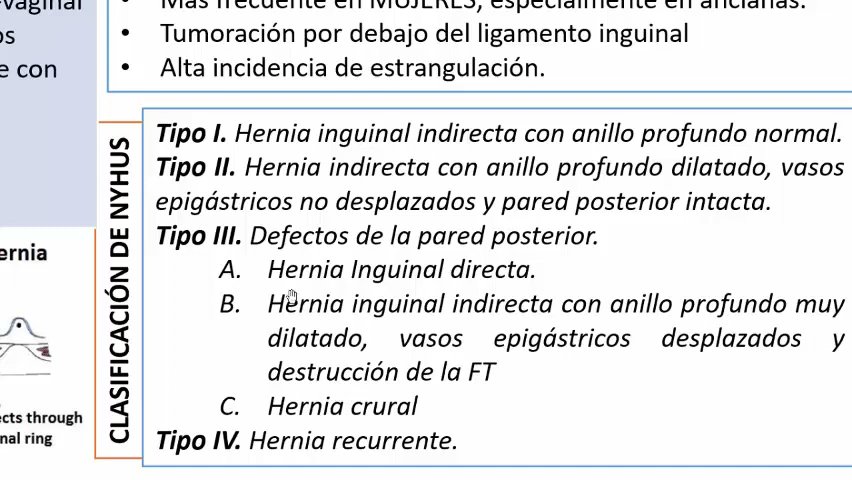 -vaginal
os
e con
• Más frecuente en MUJERES, especialmente en ancianas.
• Tumoración por debajo del ligamento inguinal
• Alta incidencia de estrangulación.
CLASIFICACIÓN DE NYHUS
Tipo I. Hernia inguinal indirecta con anillo profundo normal.
Tipo II. Hernia indirecta con anillo profundo dilatado, vasos
epigástricos no desplazados y pared posterior intacta.
Tipo III. Defectos de la pared posterior.
A. Hernia Inguinal directa.
B. Hernia inguinal indirecta con anillo profundo muy
dilatado, vasos epigástricos desplazados y
destrucción de la FT
C. Hernia crural
Tipo IV. Hernia recurrente.
ernia
ects through
nal ring